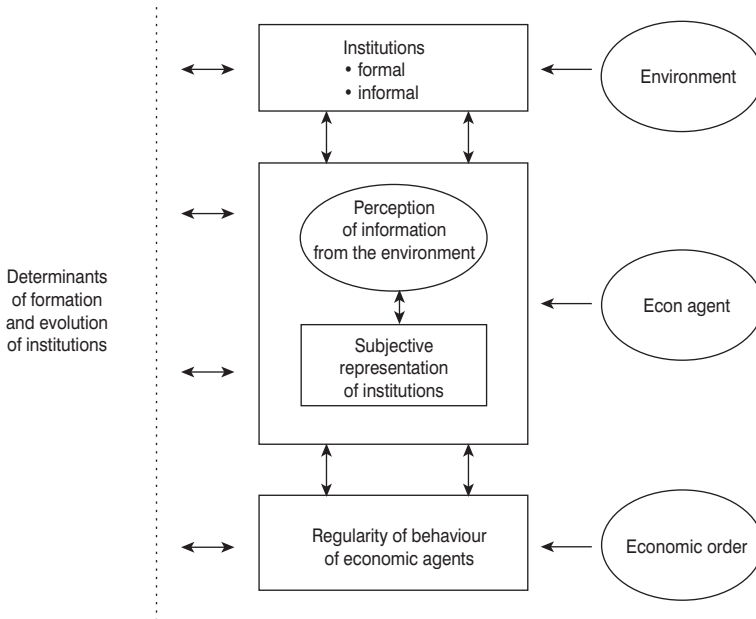 Institutions
• formal
• informal
Environment
Perception
of information
from the environment
Determinants
of formation
and evolution
of institutions
Econ agent
Subjective
representation
of institutions
Regularity of behaviour
of economic agents
Economic order